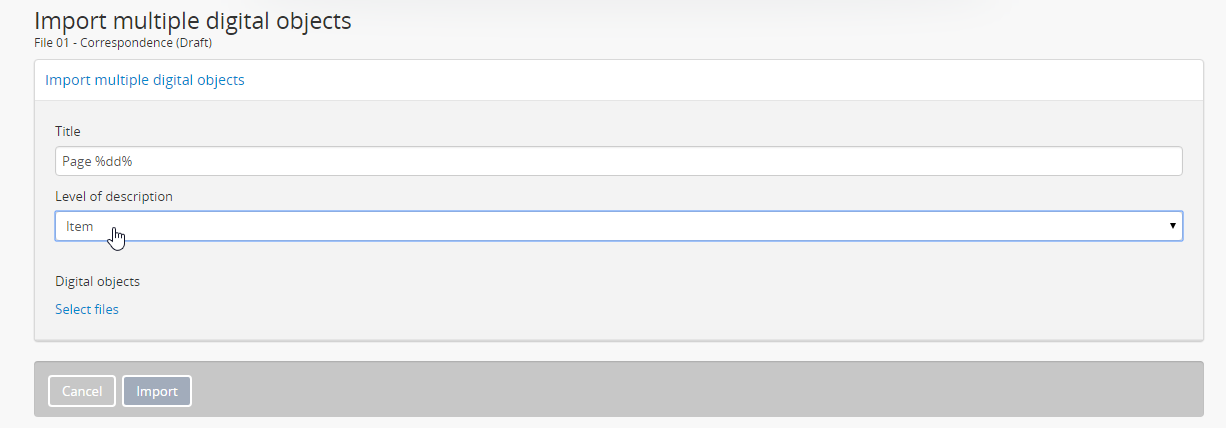 Import multiple digital objects
File 01 - Correspondence (Draft)
Import multiple digital objects
Title
Page %dd%
Level of description
Item
Digital objects
Select files
Cancel Import